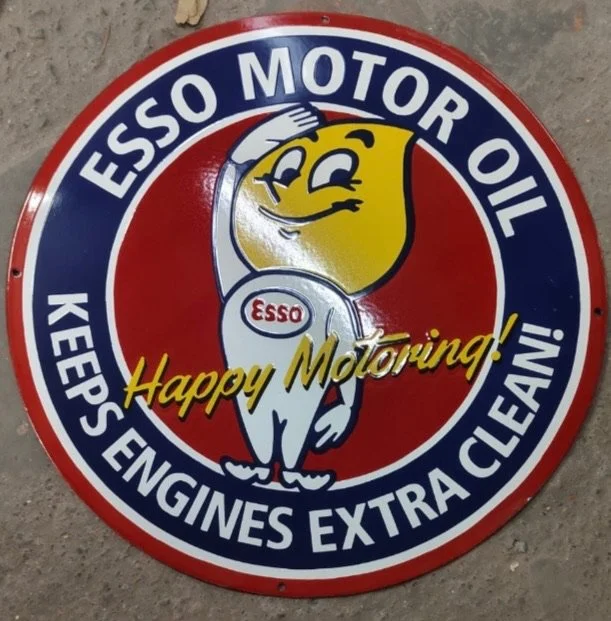 ESSO MOTOR OIL
Esso
Happy Motoring!
KEEPS ENGINES EXTRA CLEAN!